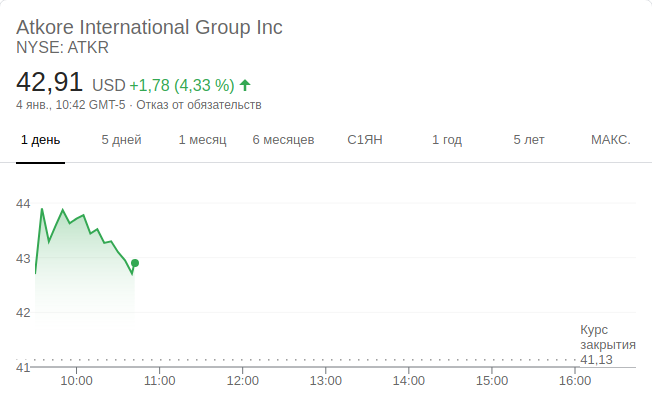 Atkore International Group Inc
NYSE: ATKR
42,91 USD +1,78 (4,33 %)
4 янв., 10:42 GMT-5 · Отказ от обязательств
1 день 5 дней 1 месяц 6 месяцев С1ЯН 1 год 5 лет МАКС.
44
43
42
Курс
закрытия
41,13
41
10:00 11:00 12:00 13:00 14:00 15:00 16:00